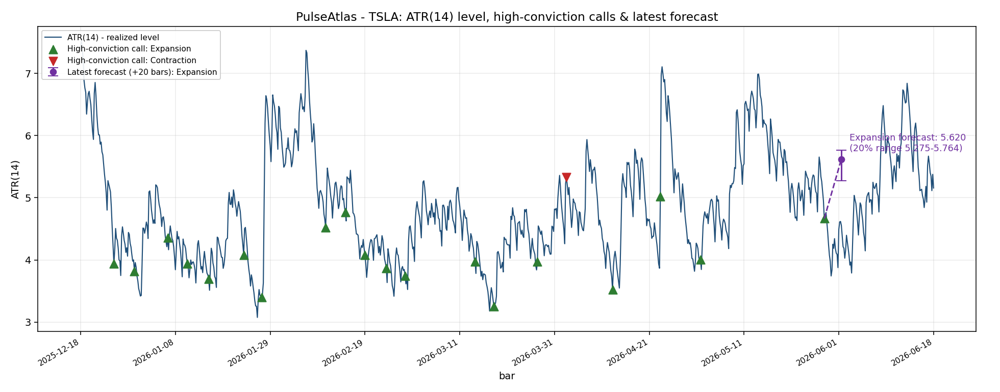 PulseAtlas - TSLA: ATR(14) level, high-conviction calls & latest forecast
ATR(14) - realized level
High-conviction call: Expansion
High-conviction call: Contraction
Latest forecast (+20 bars): Expansion
7
6
5
4
3
ATR(14)
Expansion forecast: 5.620
(20% range 5.275-5.764)
2025-12-18
2026-01-08
2026-01-29
2026-02-19
2026-03-11
2026-03-31
2026-04-21
2026-05-11
2026-06-01
2026-06-18
bar